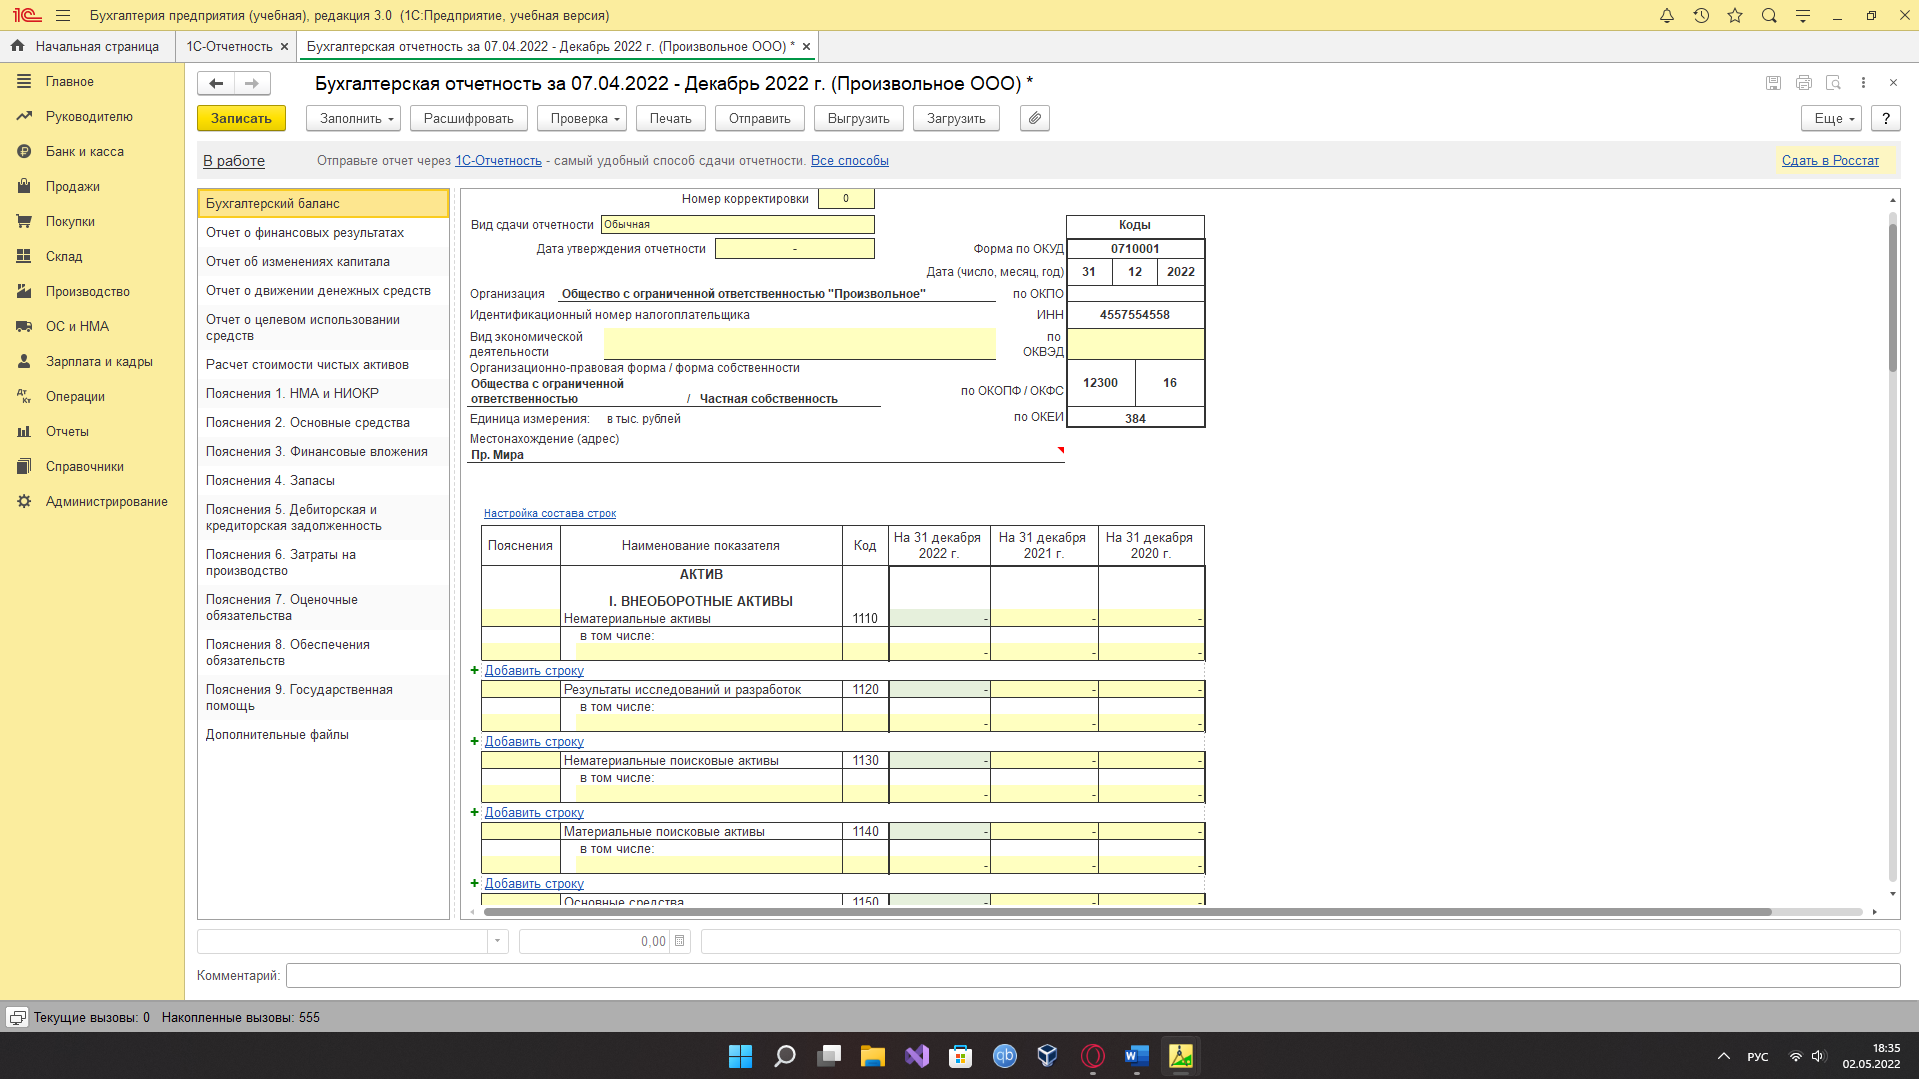 Бухгалтерия предприятия (учебная), редакция 3.0 (1С:Предприятие, учебная версия)
Начальная страница
1С-Отчетность
Бухгалтерская отчетность за 07.04.2022 - Декабрь 2022 г. (Произвольное ООО) *
Главное
Руководителю
Банк и касса
Продажи
Покупки
Склад
Производство
ОС и НМА
Зарплата и кадры
Операции
Отчеты
Справочники
Администрирование
Бухгалтерская отчетность за 07.04.2022 - Декабрь 2022 г. (Произвольное ООО) *
Записать Заполнить Расшифровать Проверка Печать Отправить Выгрузить Загрузить Еще ?
В работе Отправьте отчет через 1С-Отчетность - самый удобный способ сдачи отчетности. Все способы Сдать в Росстат
Бухгалтерский баланс
Отчет о финансовых результатах
Отчет об изменениях капитала
Отчет о движении денежных средств
Отчет о целевом использовании
средств
Расчет стоимости чистых активов
Пояснения 1. НМА и НИОКР
Пояснения 2. Основные средства
Пояснения 3. Финансовые вложения
Пояснения 4. Запасы
Пояснения 5. Дебиторская и
кредиторская задолженность
Пояснения 6. Затраты на
производство
Пояснения 7. Оценочные
обязательства
Пояснения 8. Обеспечения
обязательств
Пояснения 9. Государственная
помощь
Дополнительные файлы
Номер корректировки 0
Вид сдачи отчетности Обычная Коды
Дата утверждения отчетности - Форма по ОКУД 0710001
Дата (число, месяц, год) 31 12 2022
Организация Общество с ограниченной ответственностью "Произвольное" по ОКПО
Идентификационный номер налогоплательщика ИНН 4557554558
Вид экономической
деятельности
по
ОКВЭД
Организационно-правовая форма / форма собственности
Общества с ограниченной
ответственностью / Частная собственность по ОКОПФ / ОКФС 12300 16
Единица измерения: в тыс. рублей по ОКЕИ 384
Местонахождение (адрес)
Пр. Мира
Настройка состава строк
Пояснения Наименование показателя Код На 31 декабря 2022 г. На 31 декабря 2021 г. На 31 декабря 2020 г.
АКТИВ
I. ВНЕОБОРОТНЫЕ АКТИВЫ
Нематериальные активы 1110 - - -
в том числе:
- - -
+ Добавить строку
Результаты исследований и разработок 1120 - - -
в том числе:
- - -
+ Добавить строку
Нематериальные поисковые активы 1130 - - -
в том числе:
- - -
+ Добавить строку
Материальные поисковые активы 1140 - - -
в том числе:
- - -
+ Добавить строку
Основные средства 1150 - - -
0,00
Комментарий:
Текущие вызовы: 0 Накопленные вызовы: 555
qb
W
РУС
18:35
02.05.2022